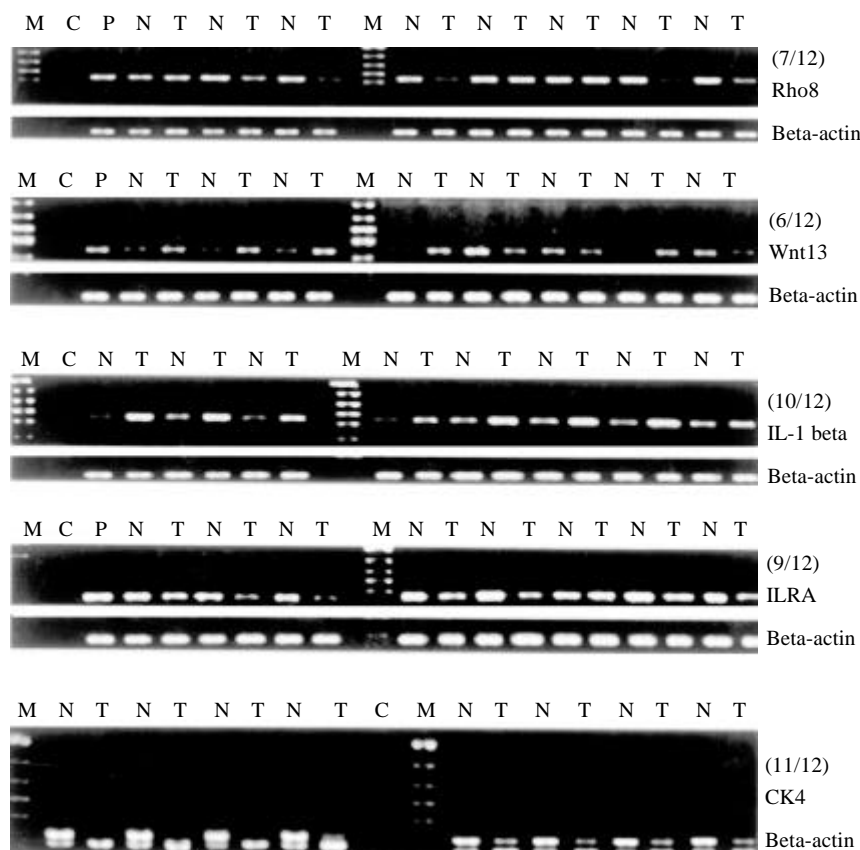 M C P N T N T N T M N T N T N T N T N T
(7/12)
Rho8
Beta-actin
M C P N T N T N T M N T N T N T N T N T
(6/12)
Wnt13
Beta-actin
M C N T N T N T M N T N T N T N T N T
(10/12)
IL-1 beta
Beta-actin
M C P N T N T N T M N T N T N T N T N T
(9/12)
ILRA
Beta-actin
M N T N T N T N T C M N T N T N T N T
(11/12)
CK4
Beta-actin